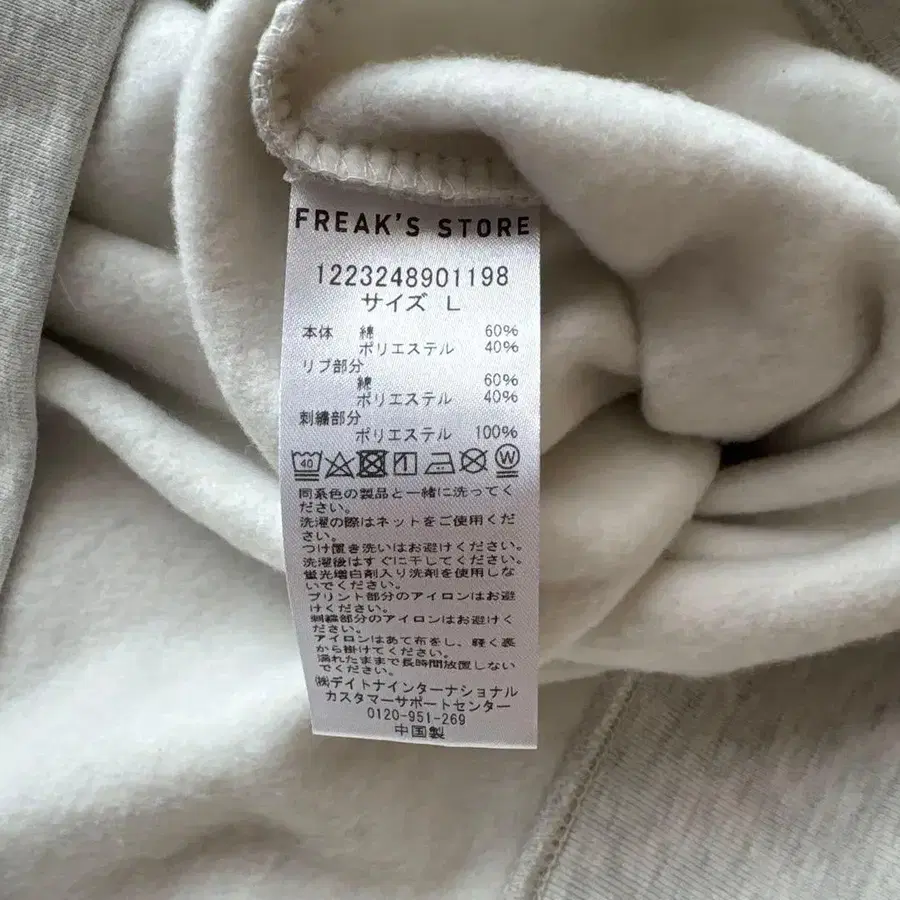 FREAK'S STORE
1223248901198
サイズ L
本体 綿 60%
ポリエステル 40%
リブ部分
綿 60%
ポリエステル 40%
刺繍部分
ポリエステル 100%
40 1 W
同系色の製品と一緒に洗ってく
ださい。
洗濯の際はネットをご使用くだ
さい。
つけ置き洗いはお避けください。
洗濯後はすぐに干してください。
蛍光増白剤入り洗剤を使用しな
いでください。
プリント部分のアイロンはお避
けください。
刺繍部分のアイロンはお避けく
ださい。
アイロンはあて布をし、軽く裏
から掛けてください。
濡れたままで長時間放置しない
でください。
㈱デイトナインターナショナル
カスタマーサポートセンター
0120-951-269
中国製